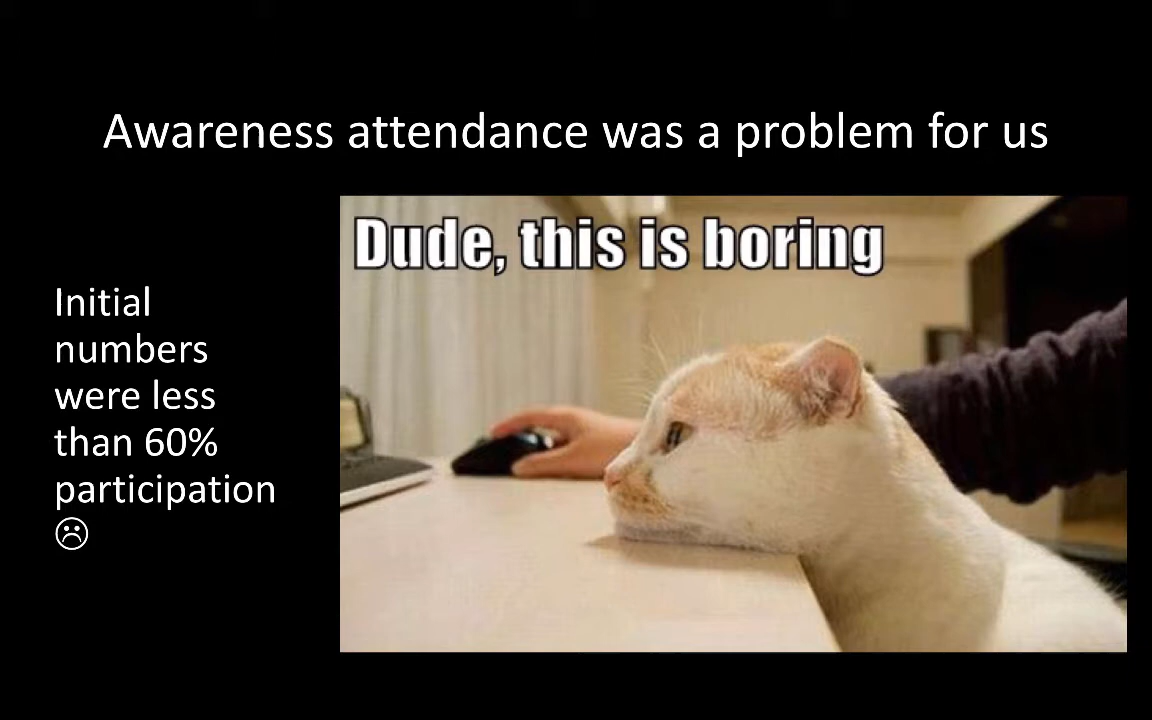 Awareness attendance was a problem for us
Dude, this is boring
Initial
numbers
were less
than 60%
participation
☹